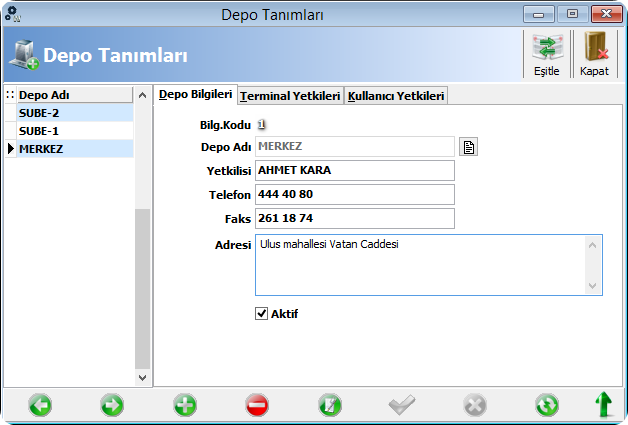 Depo Tanımları
Depo Tanımları
Eşitle
Kapat
Depo Adı
SUBE-2
SUBE-1
MERKEZ
Depo Bilgileri
Terminal Yetkileri
Kullanıcı Yetkileri
Bilg.Kodu 1
Depo Adı MERKEZ
Yetkilisi AHMET KARA
Telefon 444 40 80
Faks 261 18 74
Adresi Ulus mahallesi Vatan Caddesi
Aktif